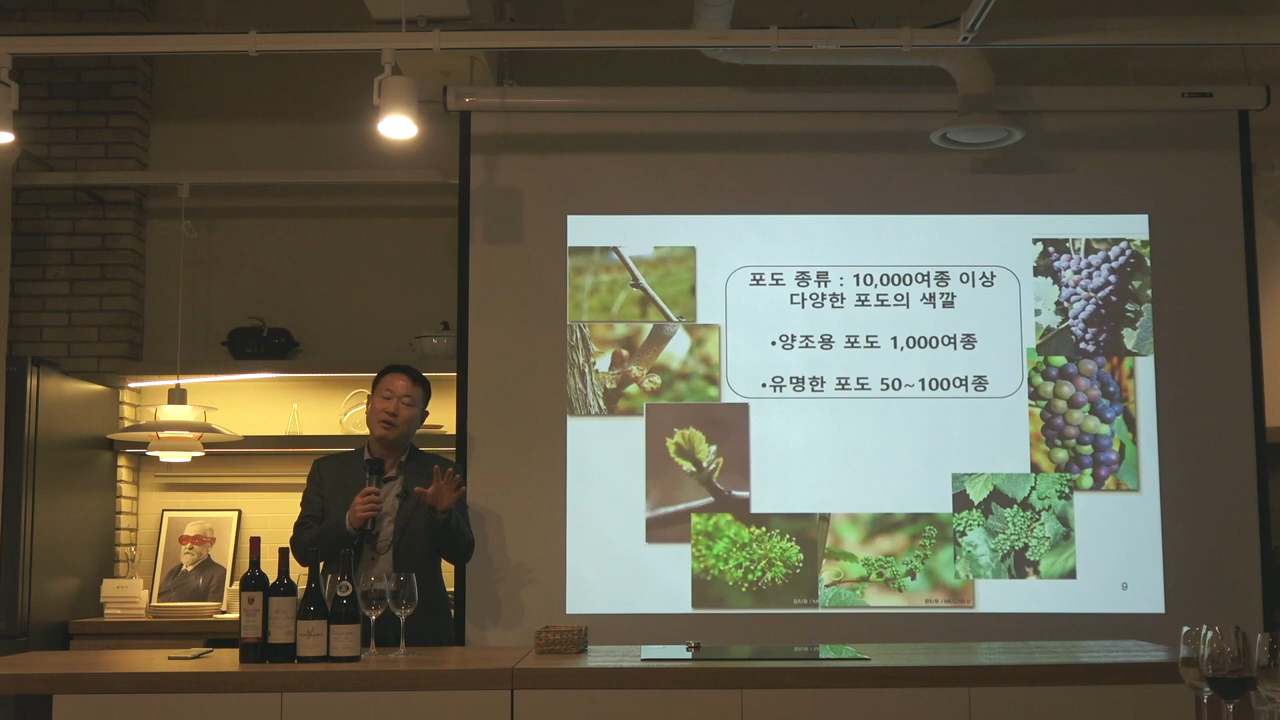 포도 종류 : 10,000여종 이상
다양한 포도의 색깔
•양조용 포도 1,000여종
•유명한 포도 50~100여종
9